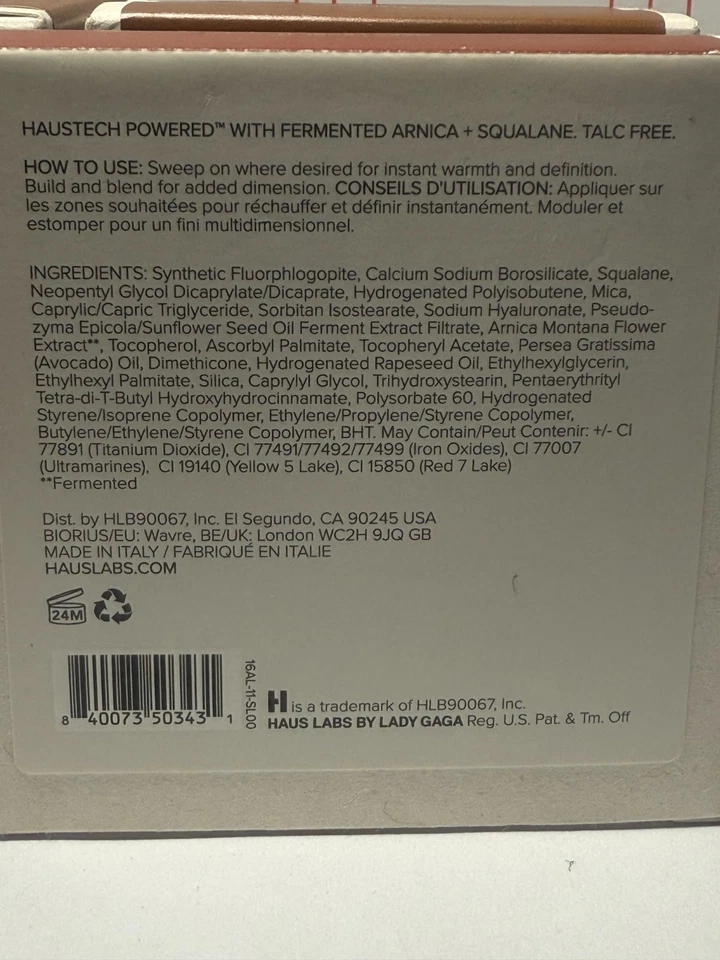 HAUSTECH POWERED™ WITH FERMENTED ARNICA + SQUALANE. TALC FREE.
HOW TO USE: Sweep on where desired for instant warmth and definition.
Build and blend for added dimension. CONSEILS D'UTILISATION: Appliquer sur
les zones souhaitées pour réchauffer et définir instantanément. Moduler et
estomper pour un fini multidimensionnel.
INGREDIENTS: Synthetic Fluorphlogopite, Calcium Sodium Borosilicate, Squalane,
Neopentyl Glycol Dicaprylate/Dicaprate, Hydrogenated Polyisobutene, Mica,
Caprylic/Capric Triglyceride, Sorbitan Isostearate, Sodium Hyaluronate, Pseudo-
zyma Epicola/Sunflower Seed Oil Ferment Extract Filtrate, Arnica Montana Flower
Extract**, Tocopherol, Ascorbyl Palmitate, Tocopheryl Acetate, Persea Gratissima
(Avocado) Oil, Dimethicone, Hydrogenated Rapeseed Oil, Ethylhexylglycerin,
Ethylhexyl Palmitate, Silica, Caprylyl Glycol, Trihydroxystearin, Pentaerythrityl
Tetra-di-T-Butyl Hydroxyhydrocinnamate, Polysorbate 60, Hydrogenated
Styrene/Isoprene Copolymer, Ethylene/Propylene/Styrene Copolymer,
Butylene/Ethylene/Styrene Copolymer, BHT. May Contain/Peut Contenir: +/- CI
77891 (Titanium Dioxide), CI 77491/77492/77499 (Iron Oxides), CI 77007
(Ultramarines), CI 19140 (Yellow 5 Lake), CI 15850 (Red 7 Lake)
**Fermented
Dist. by HLB90067, Inc. El Segundo, CA 90245 USA
BIORIUS/EU: Wavre, BE/UK: London WC2H 9JQ GB
MADE IN ITALY / FABRIQUÉ EN ITALIE
HAUSLABS.COM
24M
8 40073 50343 1
16AL-11-SL00
H is a trademark of HLB90067, Inc.
HAUS LABS BY LADY GAGA Reg. U.S. Pat. & Tm. Off